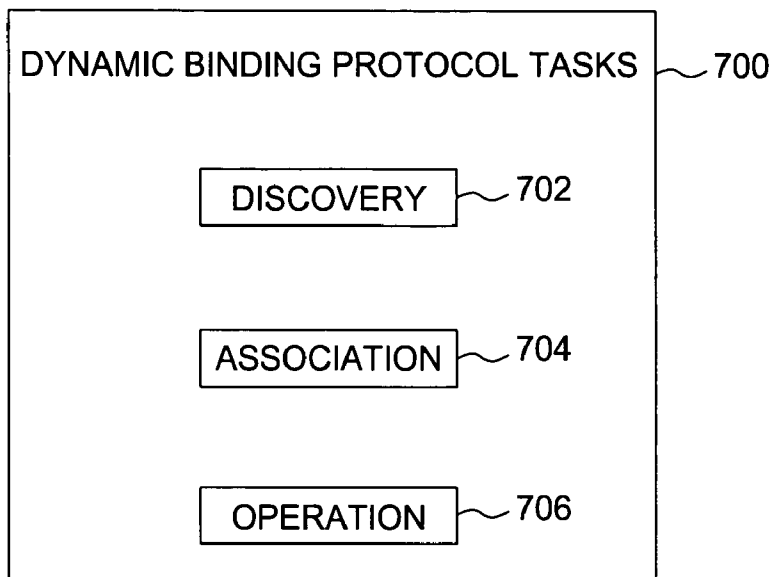 DYNAMIC BINDING PROTOCOL TASKS 700
DISCOVERY 702
ASSOCIATION 704
OPERATION 706